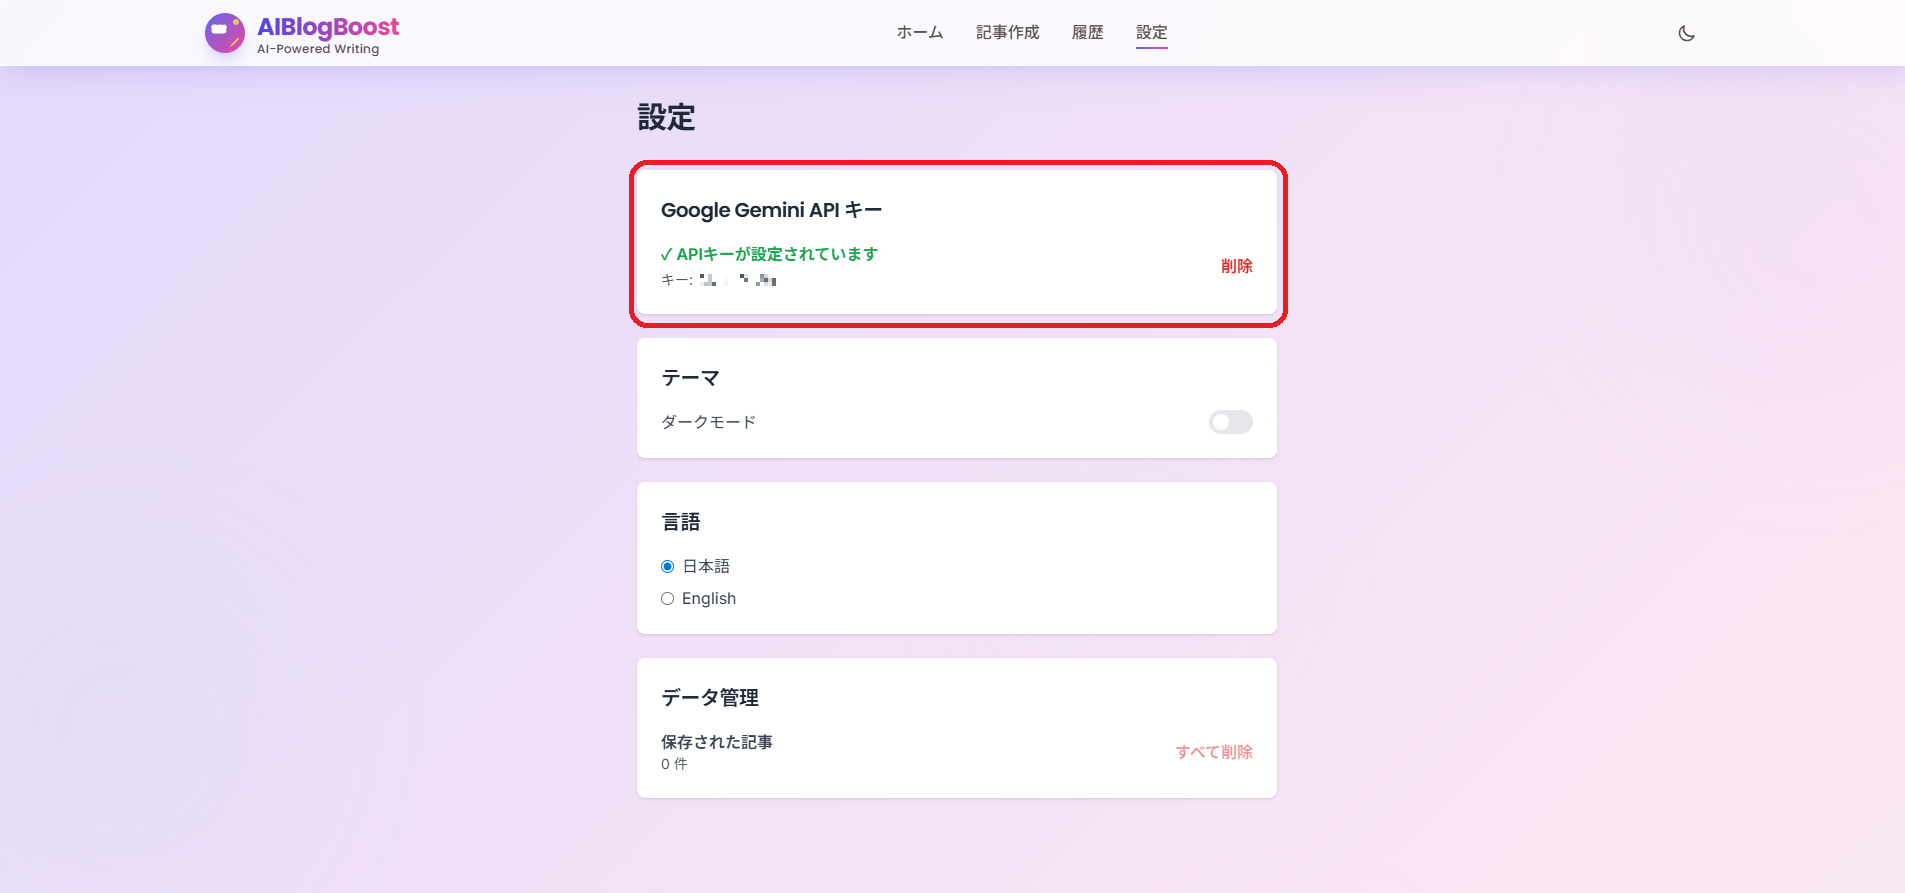 AIBlogBoost
AI-Powered Writing
ホーム
記事作成
履歴
設定
設定
Google Gemini API キー
✓ APIキーが設定されています
キー:
削除
テーマ
ダークモード
言語
日本語
English
データ管理
保存された記事
0 件
すべて削除